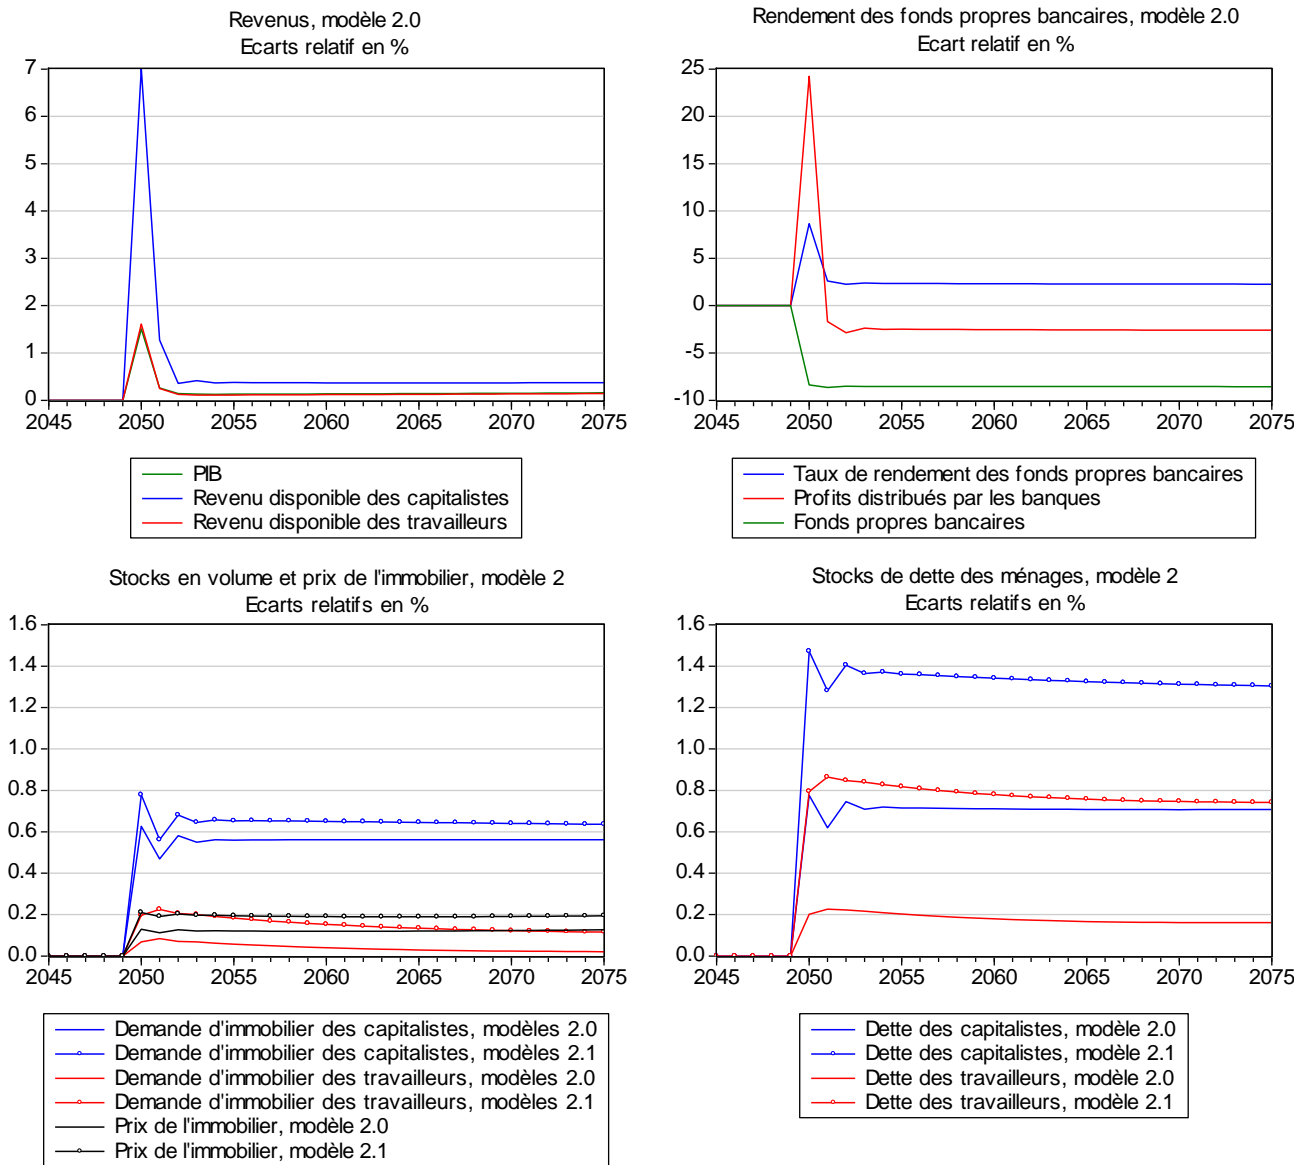 Revenus, modèle 2.0
Ecarts relatif en %
7
6
5
4
3
2
1
0
2045 2050 2055 2060 2065 2070 2075
PIB
Revenu disponible des capitalistes
Revenu disponible des travailleurs
Rendement des fonds propres bancaires, modèle 2.0
Ecart relatif en %
25
20
15
10
5
0
-5
-10
2045 2050 2055 2060 2065 2070 2075
Taux de rendement des fonds propres bancaires
Profits distribués par les banques
Fonds propres bancaires
Stocks en volume et prix de l'immobilier, modèle 2
Ecarts relatifs en %
1.6
1.4
1.2
1.0
0.8
0.6
0.4
0.2
0.0
2045 2050 2055 2060 2065 2070 2075
Demande d'immobilier des capitalistes, modèles 2.0
Demande d'immobilier des capitalistes, modèles 2.1
Demande d'immobilier des travailleurs, modèles 2.0
Demande d'immobilier des travailleurs, modèles 2.1
Prix de l'immobilier, modèle 2.0
Prix de l'immobilier, modèle 2.1
Stocks de dette des ménages, modèle 2
Ecarts relatifs en %
1.6
1.4
1.2
1.0
0.8
0.6
0.4
0.2
0.0
2045 2050 2055 2060 2065 2070 2075
Dette des capitalistes, modèle 2.0
Dette des capitalistes, modèle 2.1
Dette des travailleurs, modèle 2.0
Dette des travailleurs, modèle 2.1